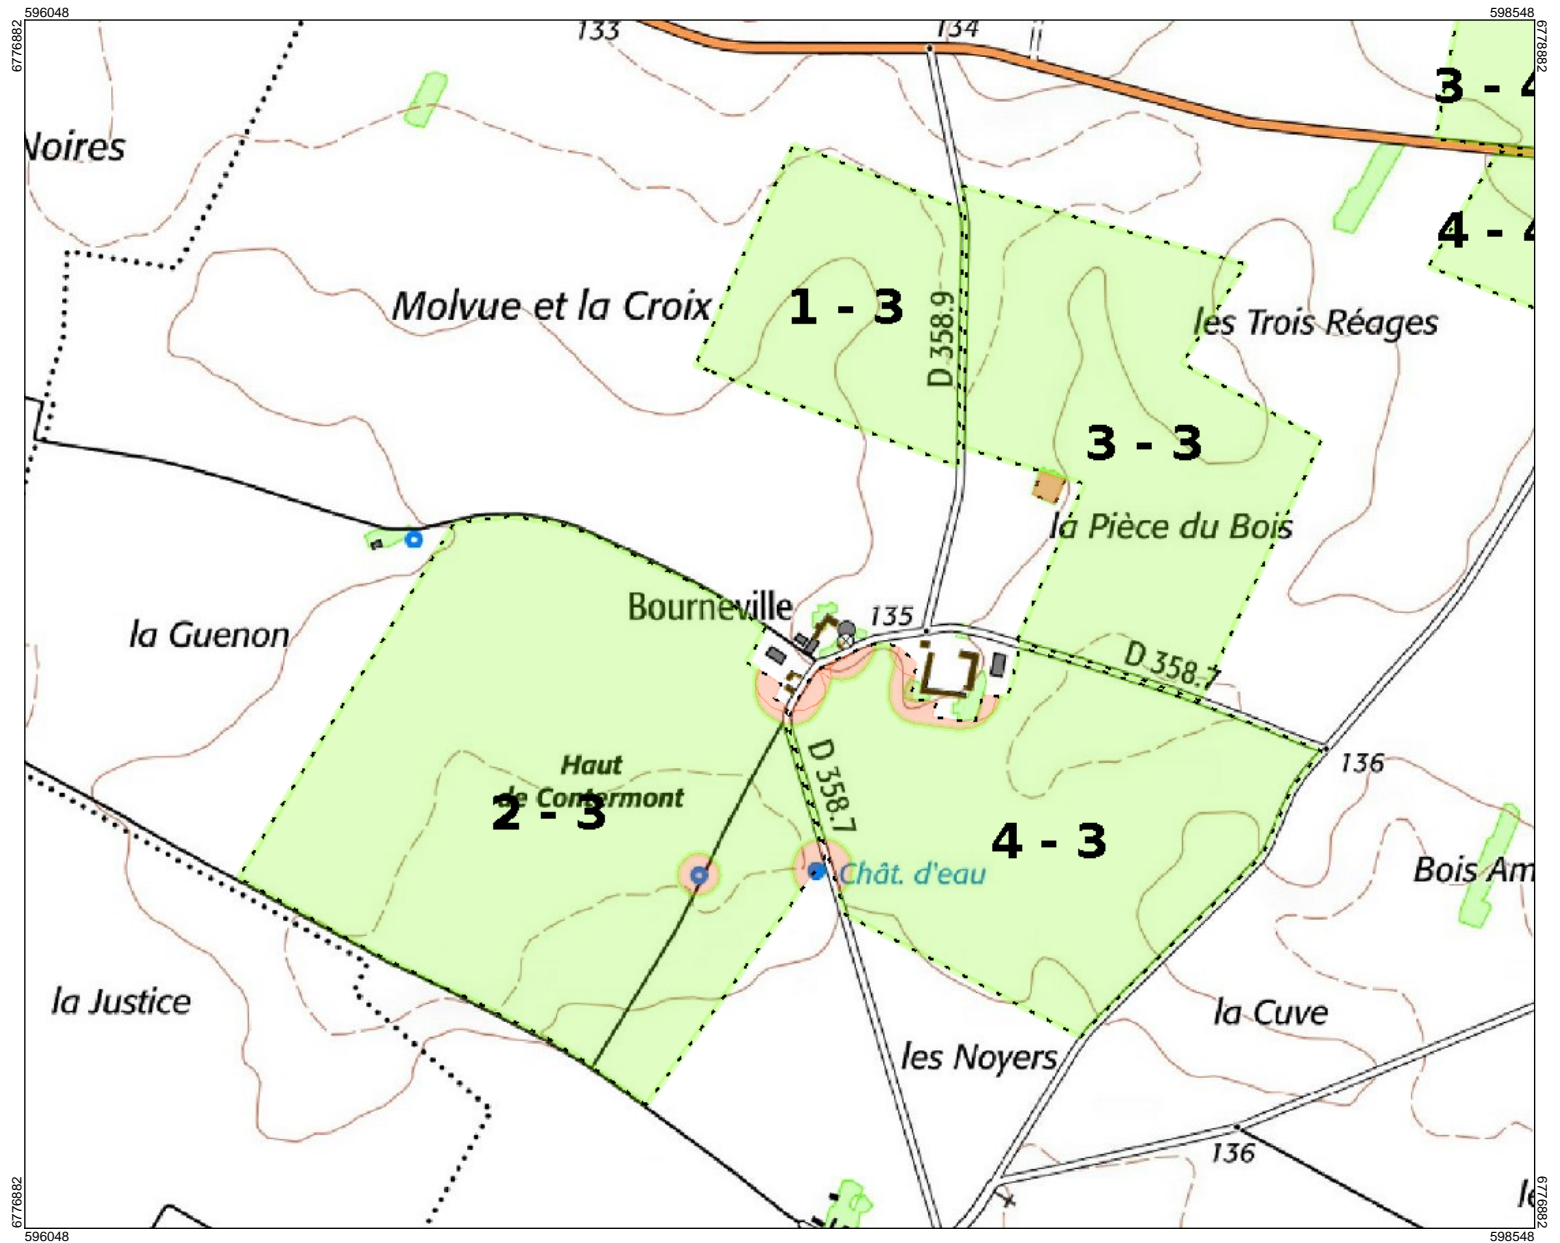 596048
598548
6776882
6778882
133
134
3 - 4
Noires
4 - 4
1 - 3
Molvue et la Croix
D 358.9
les Trois Réages
3 - 3
la Pièce du Bois
Bourneville
135
la Guenon
D 358.7
136
Haut
de Contermont
2 - 3
D 358.7
4 - 3
Chât. d'eau
Bois Am
la Justice
la Cuve
les Noyers
136
6776882
6776882
596048
598548